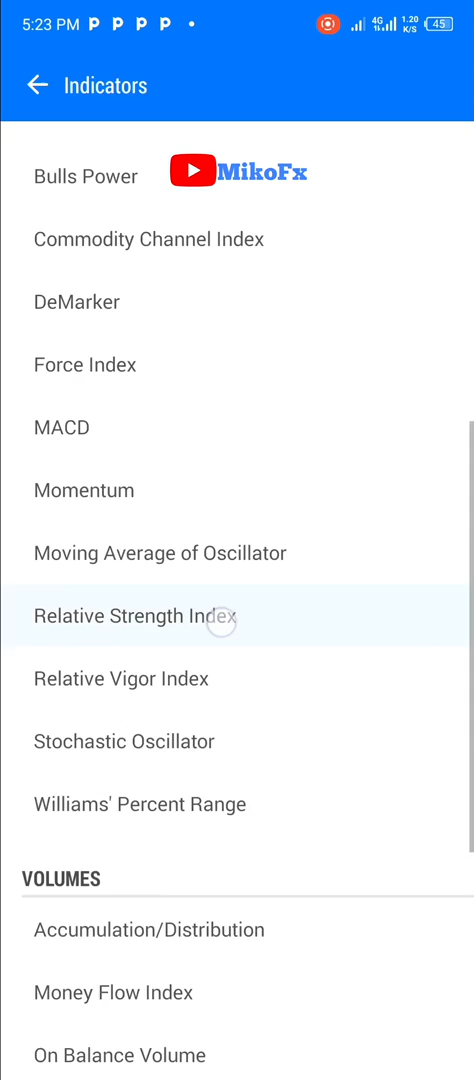 5:23 PM P P P P • 4G 1.20 K/S 45
Indicators
Bulls Power
MikoFx
Commodity Channel Index
DeMarker
Force Index
MACD
Momentum
Moving Average of Oscillator
Relative Strength Index
Relative Vigor Index
Stochastic Oscillator
Williams' Percent Range
VOLUMES
Accumulation/Distribution
Money Flow Index
On Balance Volume